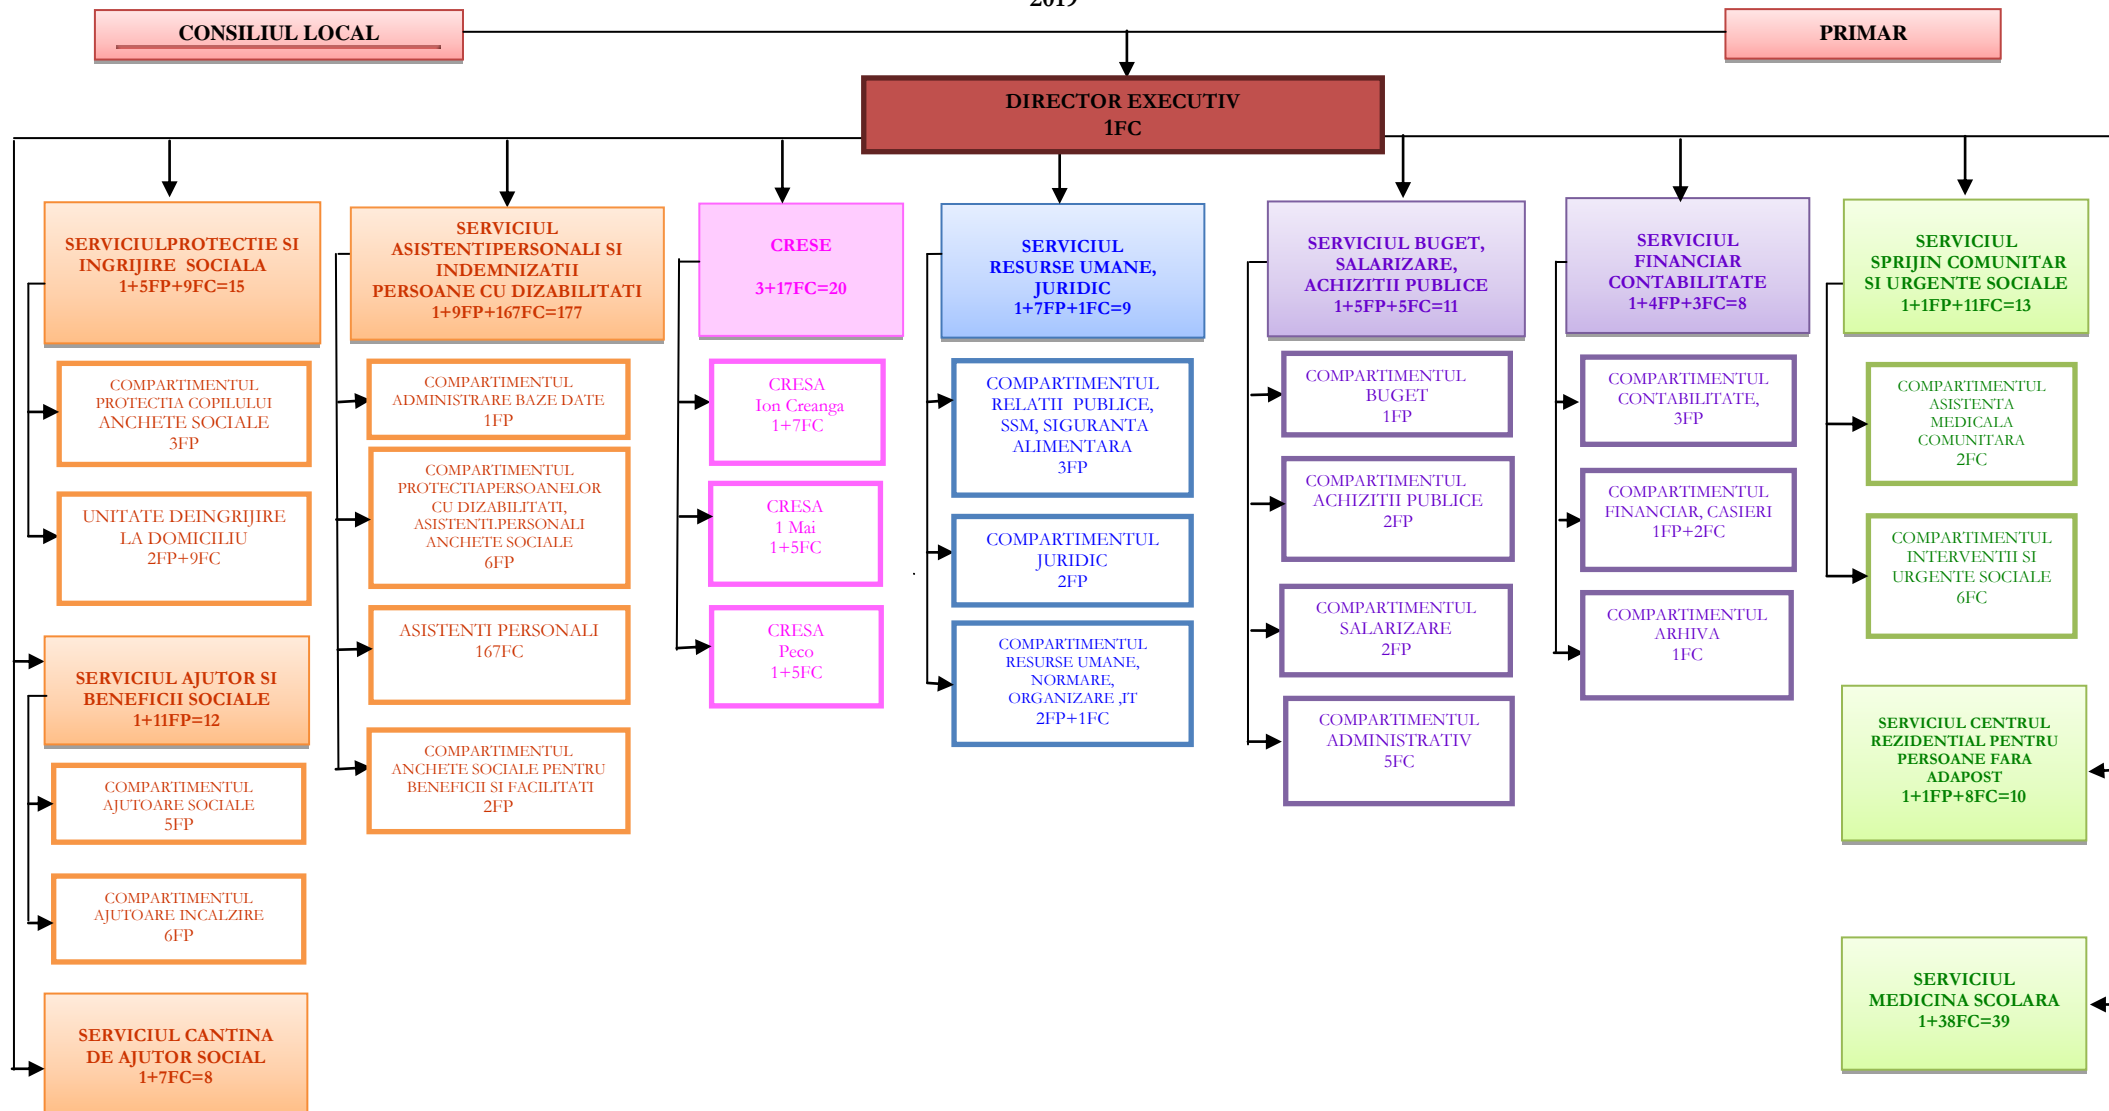 2019
CONSILIUL LOCAL
PRIMAR
DIRECTOR EXECUTIV
1FC
SERVICIULPROTECTIE SI
INGRIJIRE SOCIALA
1+5FP+9FC=15
COMPARTIMENTUL
PROTECTIA COPILULUI
ANCHETE SOCIALE
3FP
UNITATE DEINGRIJIRE
LA DOMICILIU
2FP+9FC
SERVICIUL AJUTOR SI
BENEFICII SOCIALE
1+11FP=12
COMPARTIMENTUL
AJUTOARE SOCIALE
5FP
COMPARTIMENTUL
AJUTOARE INCALZIRE
6FP
SERVICIUL CANTINA
DE AJUTOR SOCIAL
1+7FC=8
SERVICIUL
ASISTENTIPERSONALI SI
INDEMNIZATII
PERSOANE CU DIZABILITATI
1+9FP+167FC=177
COMPARTIMENTUL
ADMINISTRARE BAZE DATE
1FP
COMPARTIMENTUL
PROTECTIAPERSOANELOR
CU DIZABILITATI,
ASISTENTI.PERSONALI
ANCHETE SOCIALE
6FP
ASISTENTI PERSONALI
167FC
COMPARTIMENTUL
ANCHETE SOCIALE PENTRU
BENEFICII SI FACILITATI
2FP
CRESE
3+17FC=20
CRESA
Ion Creanga
1+7FC
CRESA
1 Mai
1+5FC
CRESA
Peco
1+5FC
SERVICIUL
RESURSE UMANE,
JURIDIC
1+7FP+1FC=9
COMPARTIMENTUL
RELATII PUBLICE,
SSM, SIGURANTA
ALIMENTARA
3FP
COMPARTIMENTUL
JURIDIC
2FP
COMPARTIMENTUL
RESURSE UMANE,
NORMARE,
ORGANIZARE ,IT
2FP+1FC
SERVICIUL BUGET,
SALARIZARE,
ACHIZITII PUBLICE
1+5FP+5FC=11
COMPARTIMENTUL
BUGET
1FP
COMPARTIMENTUL
ACHIZITII PUBLICE
2FP
COMPARTIMENTUL
SALARIZARE
2FP
COMPARTIMENTUL
ADMINISTRATIV
5FC
SERVICIUL
FINANCIAR
CONTABILITATE
1+4FP+3FC=8
COMPARTIMENTUL
CONTABILITATE,
3FP
COMPARTIMENTUL
FINANCIAR, CASIERI
1FP+2FC
COMPARTIMENTUL
ARHIVA
1FC
SERVICIUL
SPRIJIN COMUNITAR
SI URGENTE SOCIALE
1+1FP+11FC=13
COMPARTIMENTUL
ASISTENTA
MEDICALA
COMUNITARA
2FC
COMPARTIMENTUL
INTERVENTII SI
URGENTE SOCIALE
6FC
SERVICIUL CENTRUL
REZIDENTIAL PENTRU
PERSOANE FARA
ADAPOST
1+1FP+8FC=10
SERVICIUL
MEDICINA SCOLARA
1+38FC=39